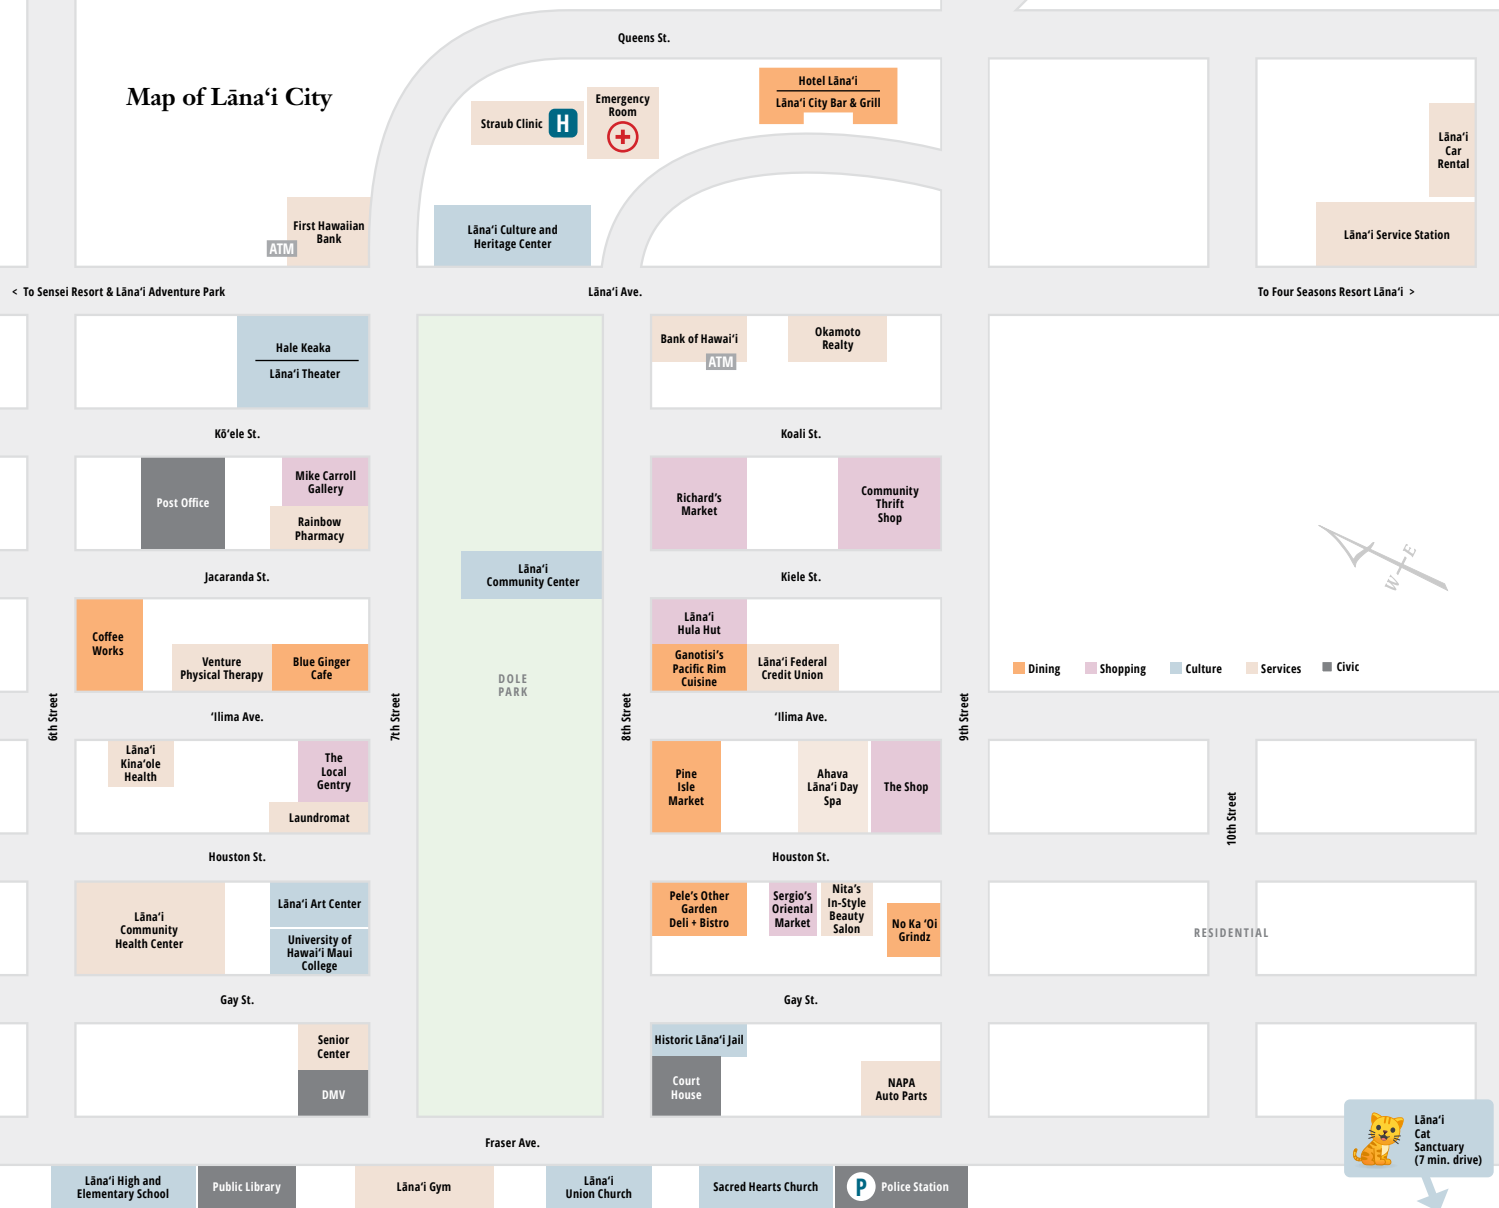 Queens St.
Map of Lāna‘i City
Hotel Lāna‘i
Lāna‘i City Bar & Grill
Straub Clinic
H
Emergency
Room
Lāna‘i
Car
Rental
First Hawaiian
Bank
ATM
Lāna‘i Culture and
Heritage Center
Lāna‘i Service Station
< To Sensei Resort & Lāna‘i Adventure Park
Lāna‘i Ave.
To Four Seasons Resort Lāna‘i >
Hale Keaka
Lāna‘i Theater
Bank of Hawai‘i
ATM
Okamoto
Realty
Kō‘ele St.
Koali St.
Post Office
Mike Carroll
Gallery
Rainbow
Pharmacy
Richard’s
Market
Community
Thrift
Shop
Lāna‘i
Community Center
Jacaranda St.
Kiele St.
E
W
Coffee
Works
Venture
Physical Therapy
Blue Ginger
Cafe
DOLE
PARK
Lāna‘i
Hula Hut
Ganotisi’s
Pacific Rim
Cuisine
Lāna‘i Federal
Credit Union
Dining
Shopping
Culture
Services
Civic
6th Street
7th Street
8th Street
9th Street
10th Street
‘Ilima Ave.
‘Ilima Ave.
Lāna‘i
Kina‘ole
Health
The
Local
Gentry
Laundromat
Pine
Isle
Market
Ahava
Lāna‘i Day
Spa
The Shop
Houston St.
Houston St.
Lāna‘i
Community
Health Center
Lāna‘i Art Center
University of
Hawai‘i Maui
College
Pele’s Other
Garden
Deli + Bistro
Sergio’s
Oriental
Market
Nita’s
In-Style
Beauty
Salon
No Ka ‘Oi
Grindz
RESIDENTIAL
Gay St.
Gay St.
Senior
Center
DMV
Historic Lāna‘i Jail
Court
House
NAPA
Auto Parts
Fraser Ave.
Lāna‘i
Cat
Sanctuary
(7 min. drive)
Lāna‘i High and
Elementary School
Public Library
Lāna‘i Gym
Lāna‘i
Union Church
Sacred Hearts Church
P
Police Station